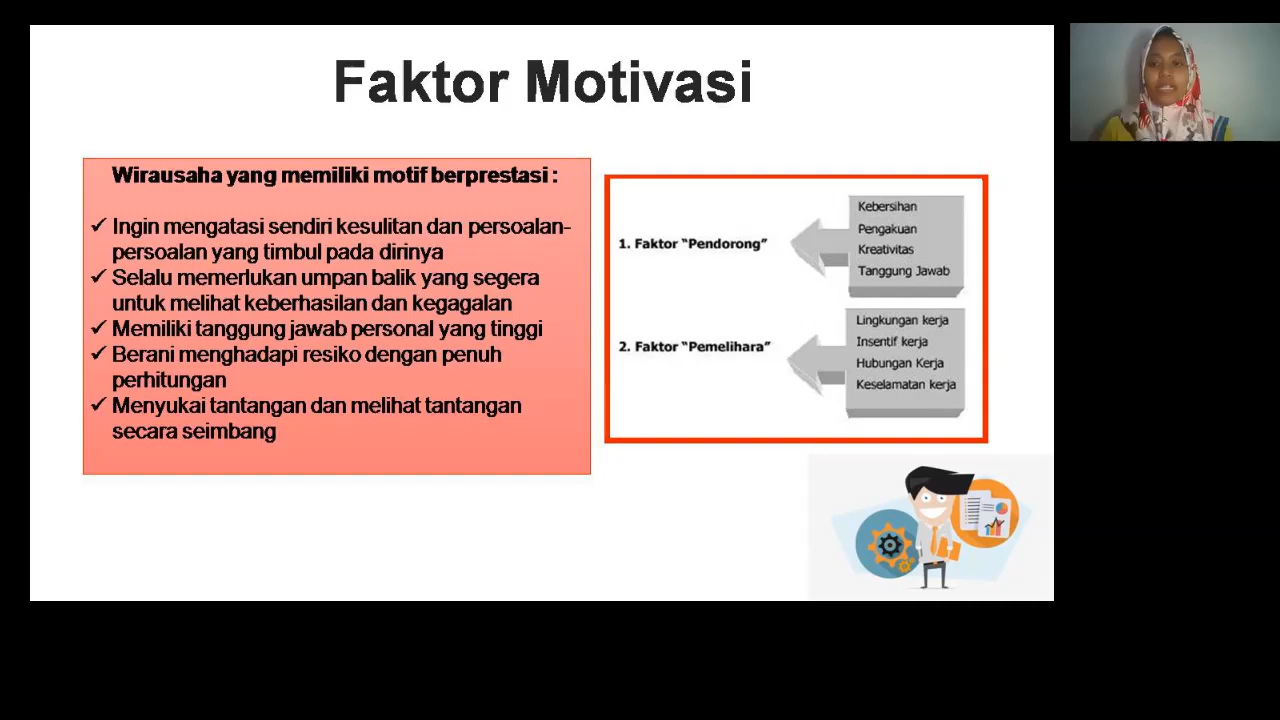 Faktor Motivasi
Wirausaha yang memiliki motif berprestasi :
✓ Ingin mengatasi sendiri kesulitan dan persoalan-
persoalan yang timbul pada dirinya
✓ Selalu memerlukan umpan balik yang segera
untuk melihat keberhasilan dan kegagalan
✓ Memiliki tanggung jawab personal yang tinggi
✓ Berani menghadapi resiko dengan penuh
perhitungan
✓ Menyukai tantangan dan melihat tantangan
secara seimbang
1. Faktor "Pendorong"
Kebersihan
Pengakuan
Kreativitas
Tanggung Jawab
2. Faktor "Pemelihara"
Lingkungan kerja
Insentif kerja
Hubungan Kerja
Keselamatan kerja